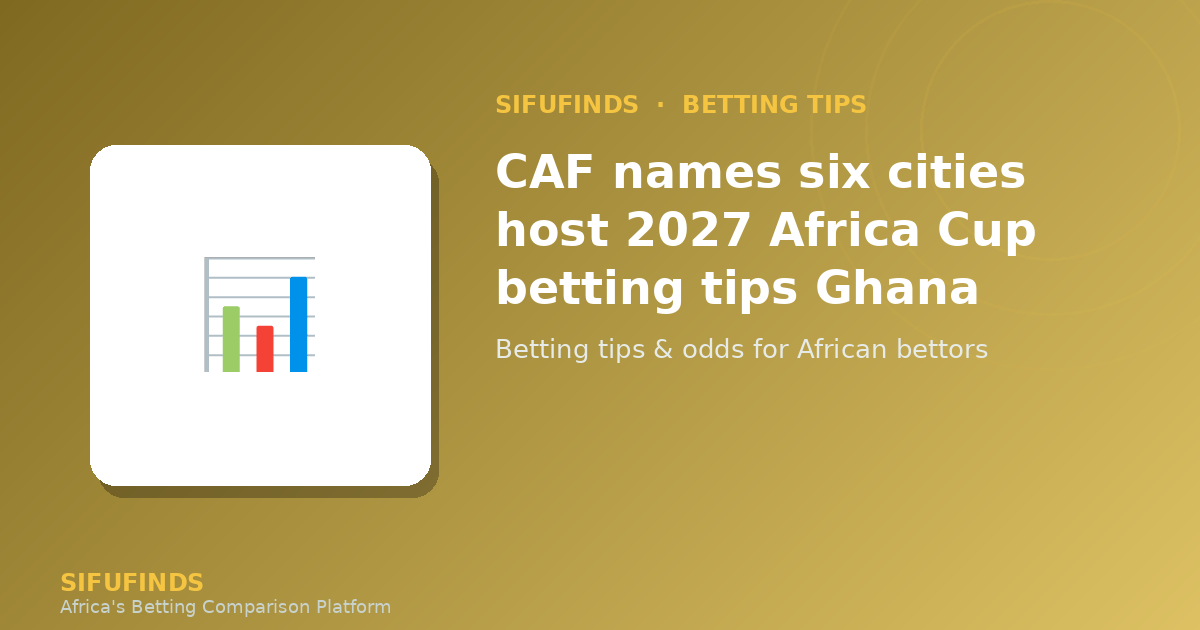 SIFUFINDS · BETTING TIPS
CAF names six cities
host 2027 Africa Cup
betting tips Ghana
Betting tips & odds for African bettors
SIFUFINDS
Africa's Betting Comparison Platform